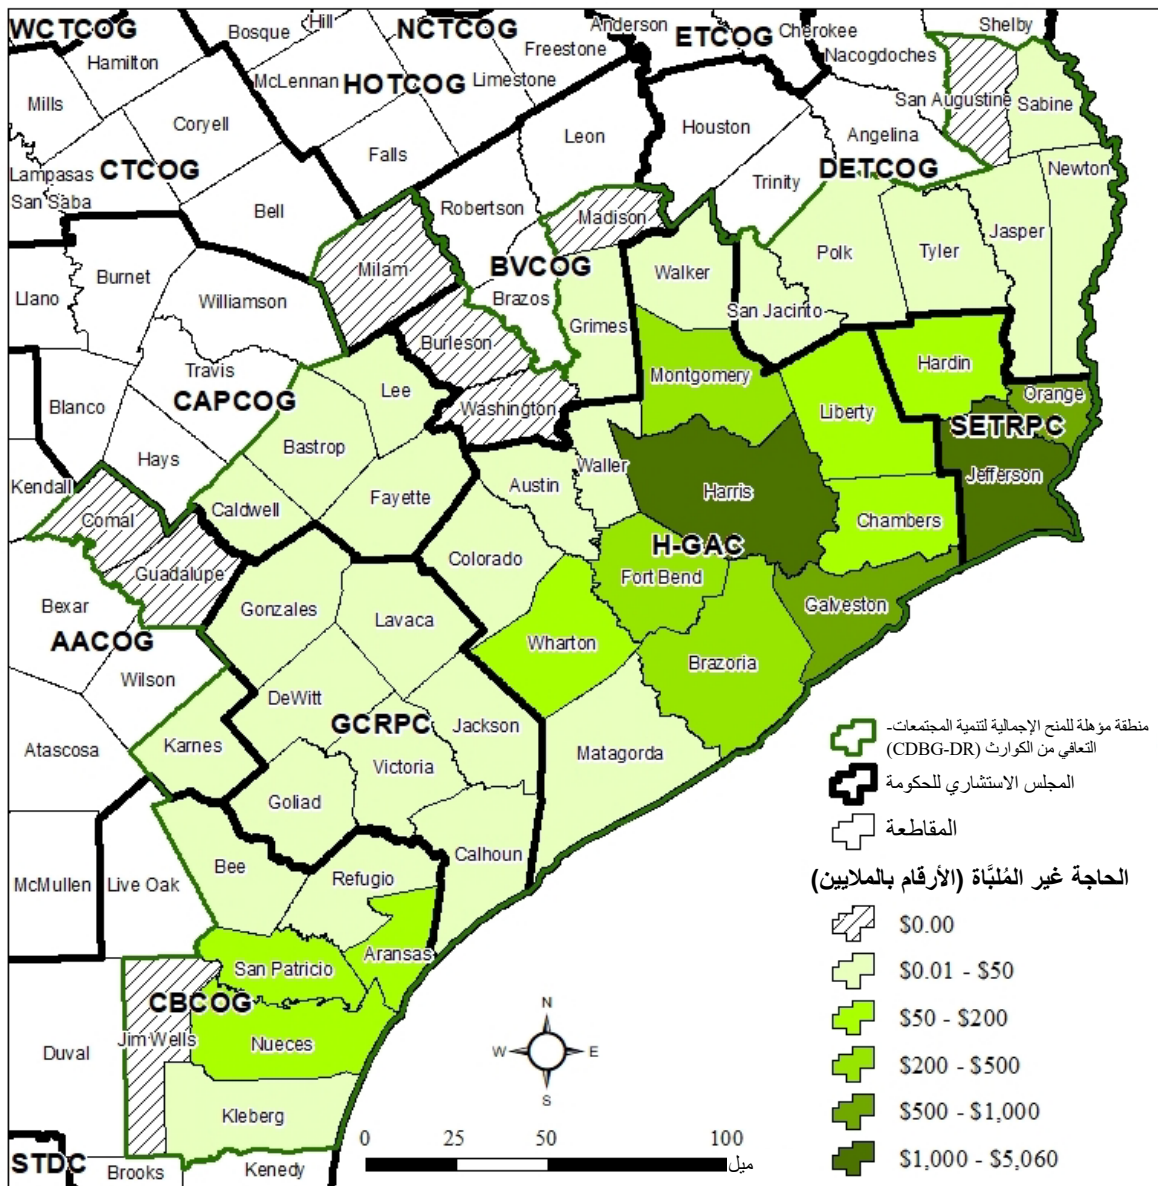 WCTCOG
Hamilton
Bosque
Hill
NCTCOG
Freestone
Anderson
ETCOG
Cherokee
Nacogdoches
Shelby
Mills
McLennan
HOTCOG
Limestone
San Augustine
Sabine
Coryell
Leon
Houston
Angelina
Lampasas
CTCOG
Falls
DETCOG
Newton
San Saba
Bell
Robertson
Madison
Trinity
Jasper
Burnet
Milam
BVCOG
Walker
Polk
Tyler
Llano
Williamson
Brazos
San Jacinto
Grimes
Burleson
Travis
Montgomery
Hardin
Blanco
CAPCOG
Lee
Washington
Liberty
Orange
SETRPC
Hays
Bastrop
Waller
Jefferson
Kendall
Caldwell
Fayette
Austin
Harris
Comal
Chambers
Colorado
H-GAC
Guadalupe
Fort Bend
Bexar
Gonzales
Lavaca
Galveston
AACOG
Wharton
Brazoria
Wilson
DeWitt
GCRPC
Jackson
Atascosa
Karnes
Victoria
Matagorda
Goliad
Calhoun
McMullen
Live Oak
Bee
Refugio
San Patricio
Aransas
CBCOG
Jim Wells
Duval
Nueces
Kleberg
STDC
Brooks
Kenedy
N
W
E
S
0
25
50
100
ميل
منطقة مؤهلة للمنح الإجمالية لتنمية المجتمعات-
التعافي من الكوارث (CDBG-DR)
المجلس الاستشاري للحكومة
المقاطعة
الحاجة غير المُلبَّاة (الأرقام بالملايين)
$0.00
$0.01 - $50
$50 - $200
$200 - $500
$500 - $1,000
$1,000 - $5,060